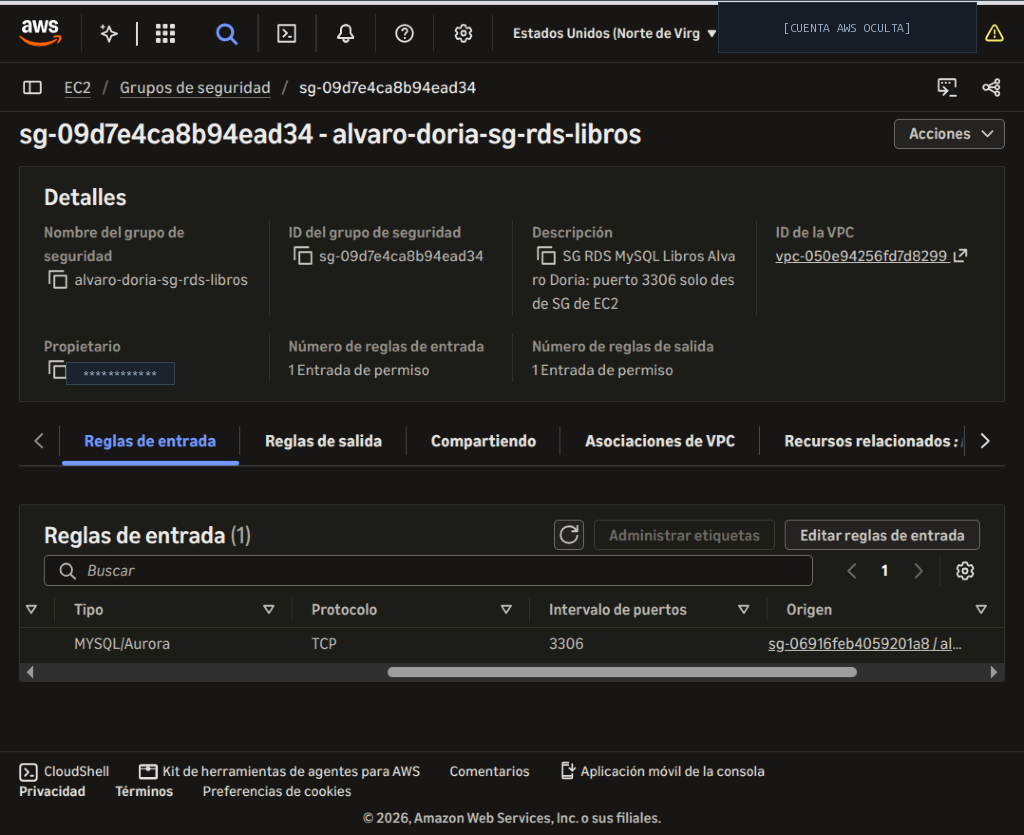 aws
Estados Unidos (Norte de Virg
[CUENTA AWS OCULTA]
EC2 / Grupos de seguridad / sg-09d7e4ca8b94ead34
sg-09d7e4ca8b94ead34 - alvaro-doria-sg-rds-libros
Acciones
Detalles
Nombre del grupo de
seguridad
alvaro-doria-sg-rds-libros
ID del grupo de seguridad
sg-09d7e4ca8b94ead34
Descripción
SG RDS MySQL Libros Alva
ro Doria: puerto 3306 solo des
de SG de EC2
ID de la VPC
vpc-050e94256fd7d8299
Propietario
************
Número de reglas de entrada
1 Entrada de permiso
Número de reglas de salida
1 Entrada de permiso
Reglas de entrada
Reglas de salida
Compartiendo
Asociaciones de VPC
Recursos relacionados :
Reglas de entrada (1)
Administrar etiquetas
Editar reglas de entrada
Buscar
1
Tipo
Protocolo
Intervalo de puertos
Origen
MYSQL/Aurora
TCP
3306
sg-06916feb4059201a8 / al...
CloudShell
Kit de herramientas de agentes para AWS
Comentarios
Aplicación móvil de la consola
Privacidad
Términos
Preferencias de cookies
© 2026, Amazon Web Services, Inc. o sus filiales.